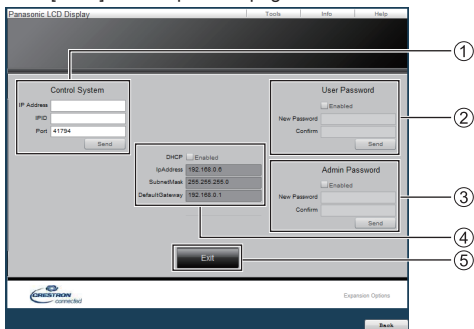 Panasonic LCD Display
Tools
Info
Help
Control System
IP Address
IPID
Port 41794
Send
User Password
Enabled
New Password
Confirm
Send
DHCP Enabled
IpAddress 192.168.0.8
SubnetMask 255.255.255.0
DefaultGateway 192.168.0.1
Admin Password
Enabled
New Password
Confirm
Send
Exit
CRESTRON
connected
Expansion Options
Back
1
2
3
4
5